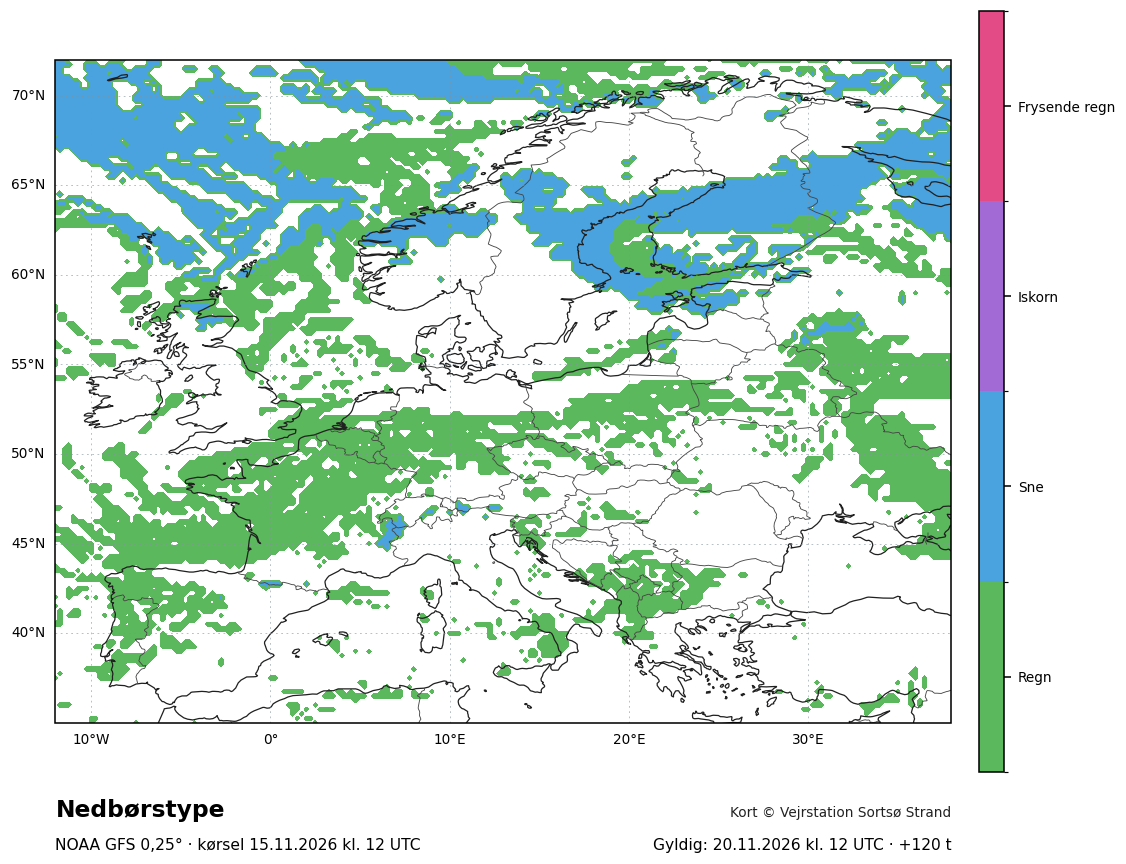 70°N
65°N
60°N
55°N
50°N
45°N
40°N
10°W
0°
10°E
20°E
30°E
Frysende regn
Iskorn
Sne
Regn
Nedbørstype
Kort © Vejrstation Sortsø Strand
NOAA GFS 0,25° · kørsel 15.11.2026 kl. 12 UTC
Gyldig: 20.11.2026 kl. 12 UTC · +120 t